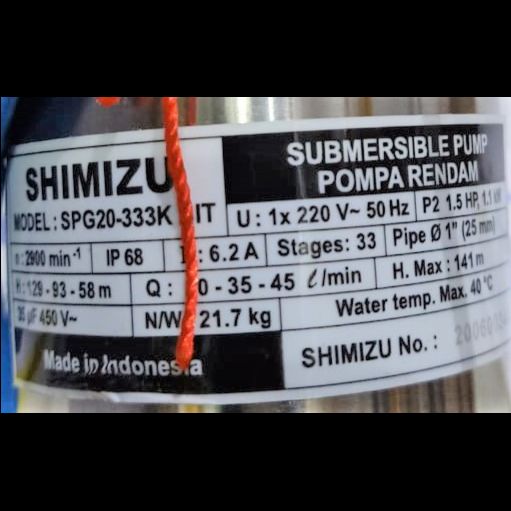 SHIMIZU
SUBMERSIBLE PUMP
POMPA RENDAM
MODEL : SPG20-333K IT
U : 1x 220 V~ 50 Hz
P2 1.5 HP, 1.1 kW
n : 2900 min⁻¹
IP 68
: 6.2 A
Stages: 33
Pipe Ø 1" (25 mm)
H : 129 - 93 - 58 m
Q : 0 - 35 - 45 ℓ/min
H. Max : 141 m
µF 450 V~
N/W : 21.7 kg
Water temp. Max. 40 °C
Made in Indonesia
SHIMIZU No. :